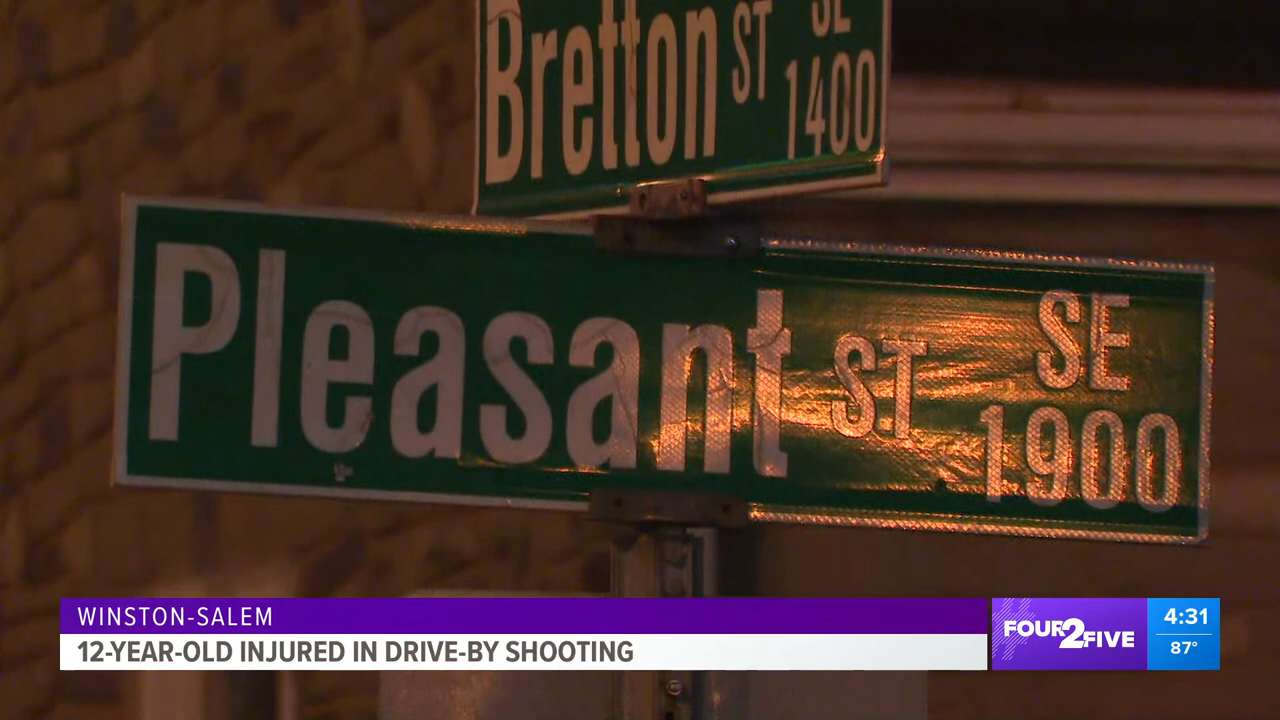 Bretton ST SE
1400
Pleasant ST SE
1900
WINSTON-SALEM
12-YEAR-OLD INJURED IN DRIVE-BY SHOOTING
FOUR2FIVE
4:31
87°